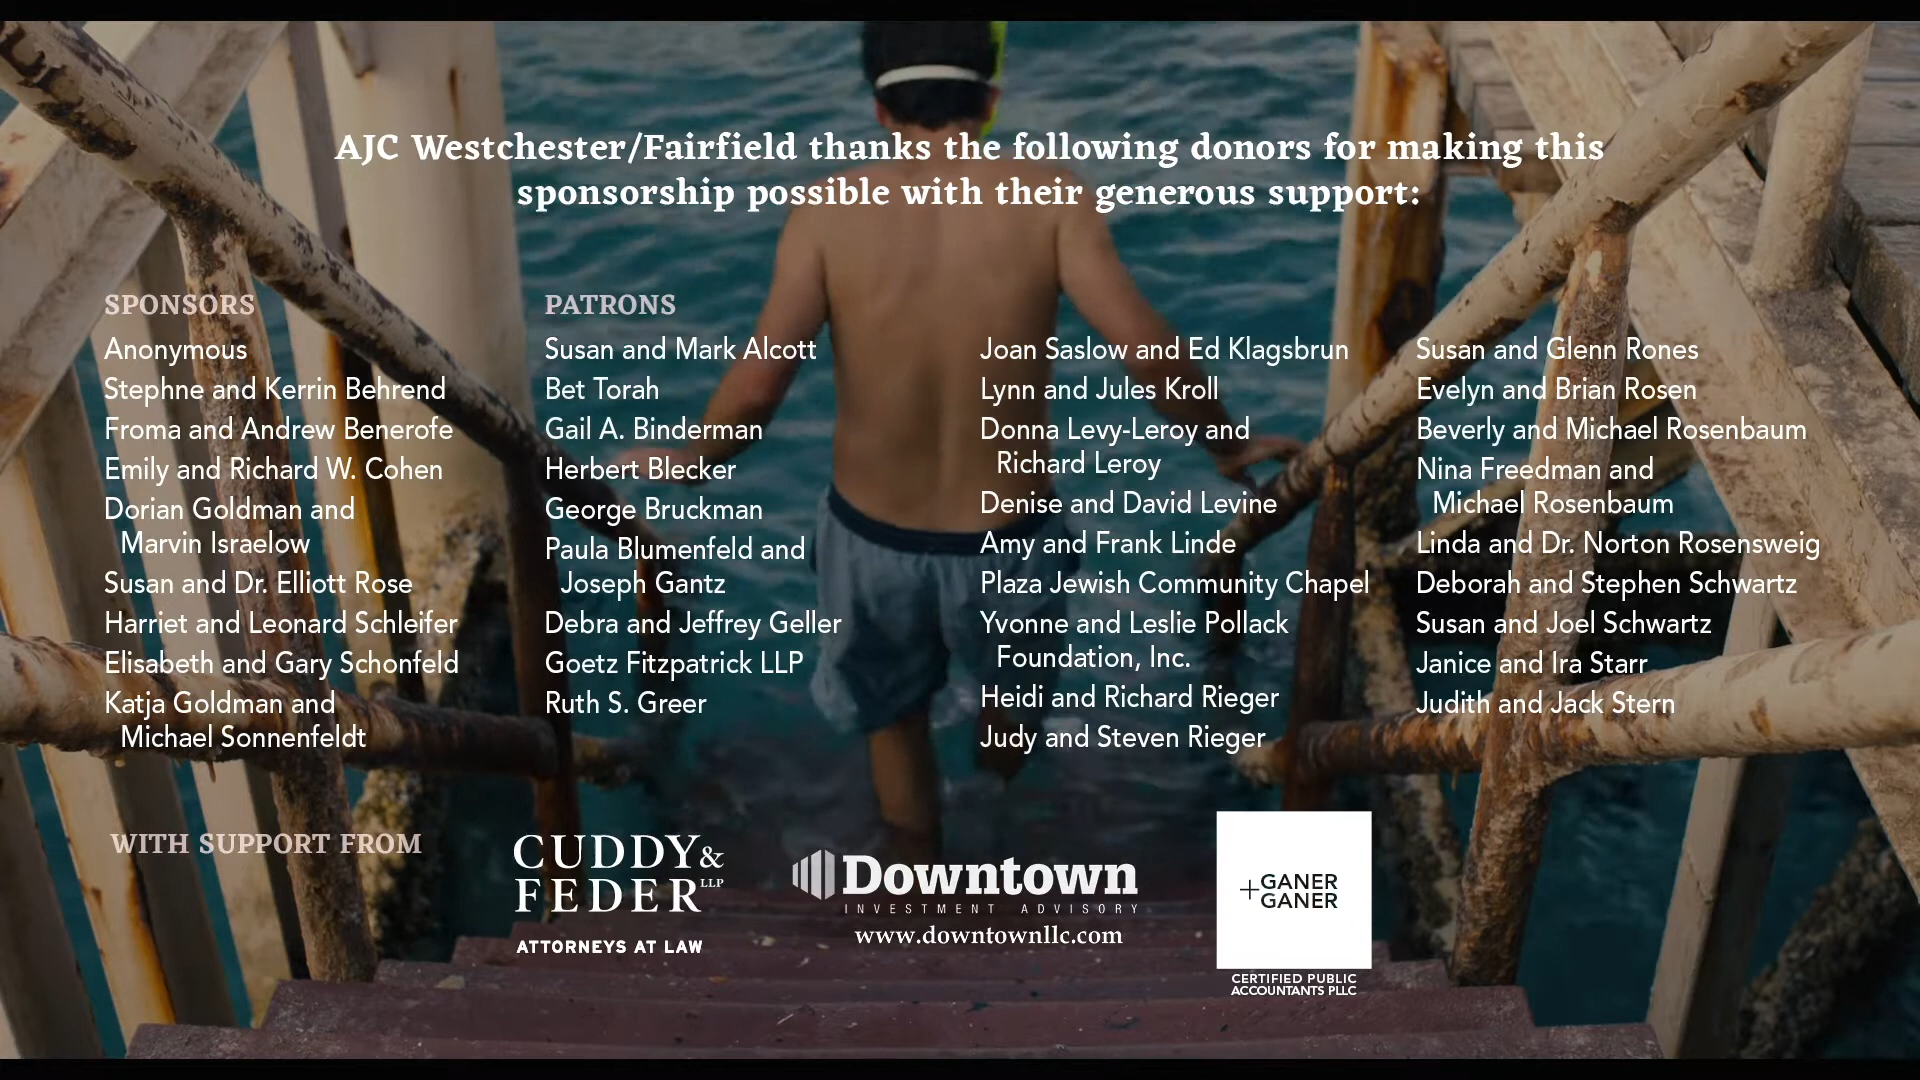 AJC Westchester/Fairfield thanks the following donors for making this
sponsorship possible with their generous support:
SPONSORS
Anonymous
Stephne and Kerrin Behrend
Froma and Andrew Benerofe
Emily and Richard W. Cohen
Dorian Goldman and
Marvin Israelow
Susan and Dr. Elliott Rose
Harriet and Leonard Schleifer
Elisabeth and Gary Schonfeld
Katja Goldman and
Michael Sonnenfeldt
PATRONS
Susan and Mark Alcott
Bet Torah
Gail A. Binderman
Herbert Blecker
George Bruckman
Paula Blumenfeld and
Joseph Gantz
Debra and Jeffrey Geller
Goetz Fitzpatrick LLP
Ruth S. Greer
Joan Saslow and Ed Klagsbrun
Lynn and Jules Kroll
Donna Levy-Leroy and
Richard Leroy
Denise and David Levine
Amy and Frank Linde
Plaza Jewish Community Chapel
Yvonne and Leslie Pollack
Foundation, Inc.
Heidi and Richard Rieger
Judy and Steven Rieger
Susan and Glenn Rones
Evelyn and Brian Rosen
Beverly and Michael Rosenbaum
Nina Freedman and
Michael Rosenbaum
Linda and Dr. Norton Rosensweig
Deborah and Stephen Schwartz
Susan and Joel Schwartz
Janice and Ira Starr
Judith and Jack Stern
WITH SUPPORT FROM
CUDDY&
FEDER LLP
ATTORNEYS AT LAW
Downtown
INVESTMENT ADVISORY
www.downtownllc.com
+GANER
GANER
CERTIFIED PUBLIC
ACCOUNTANTS PLLC